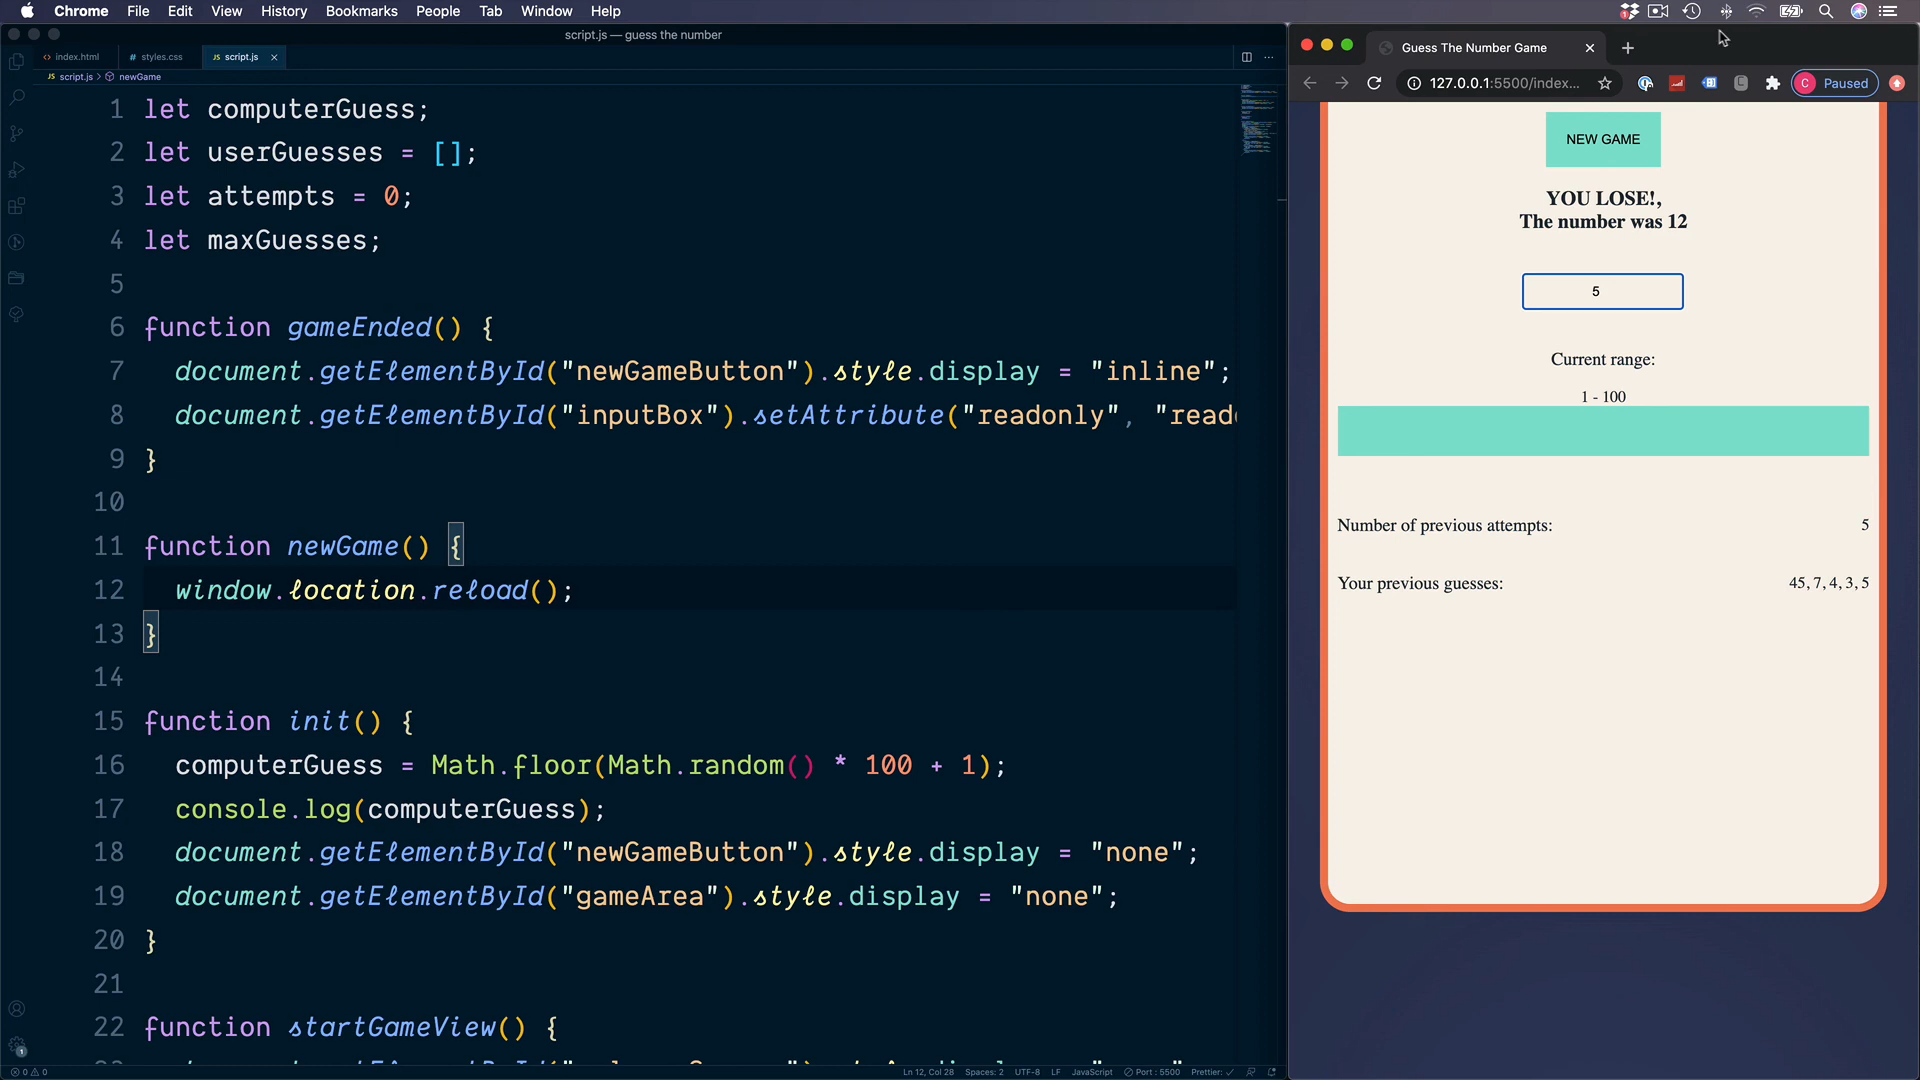 Chrome File Edit View History Bookmarks People Tab Window Help
script.js — guess the number
index.html styles.css script.js
script.js > newGame
1 let computerGuess;
2 let userGuesses = [];
3 let attempts = 0;
4 let maxGuesses;
5
6 function gameEnded() {
7 document.getElementById("newGameButton").style.display = "inline";
8 document.getElementById("inputBox").setAttribute("readonly", "read
9 }
10
11 function newGame() {
12 window.location.reload();
13 }
14
15 function init() {
16 computerGuess = Math.floor(Math.random() * 100 + 1);
17 console.log(computerGuess);
18 document.getElementById("newGameButton").style.display = "none";
19 document.getElementById("gameArea").style.display = "none";
20 }
21
22 function startGameView() {
Ln 12, Col 28 Spaces: 2 UTF-8 LF JavaScript Port : 5500 Prettier: ✓
Guess The Number Game
127.0.0.1:5500/index...
C Paused
NEW GAME
YOU LOSE!,
The number was 12
5
Current range:
1 - 100
Number of previous attempts: 5
Your previous guesses: 45, 7, 4, 3, 5